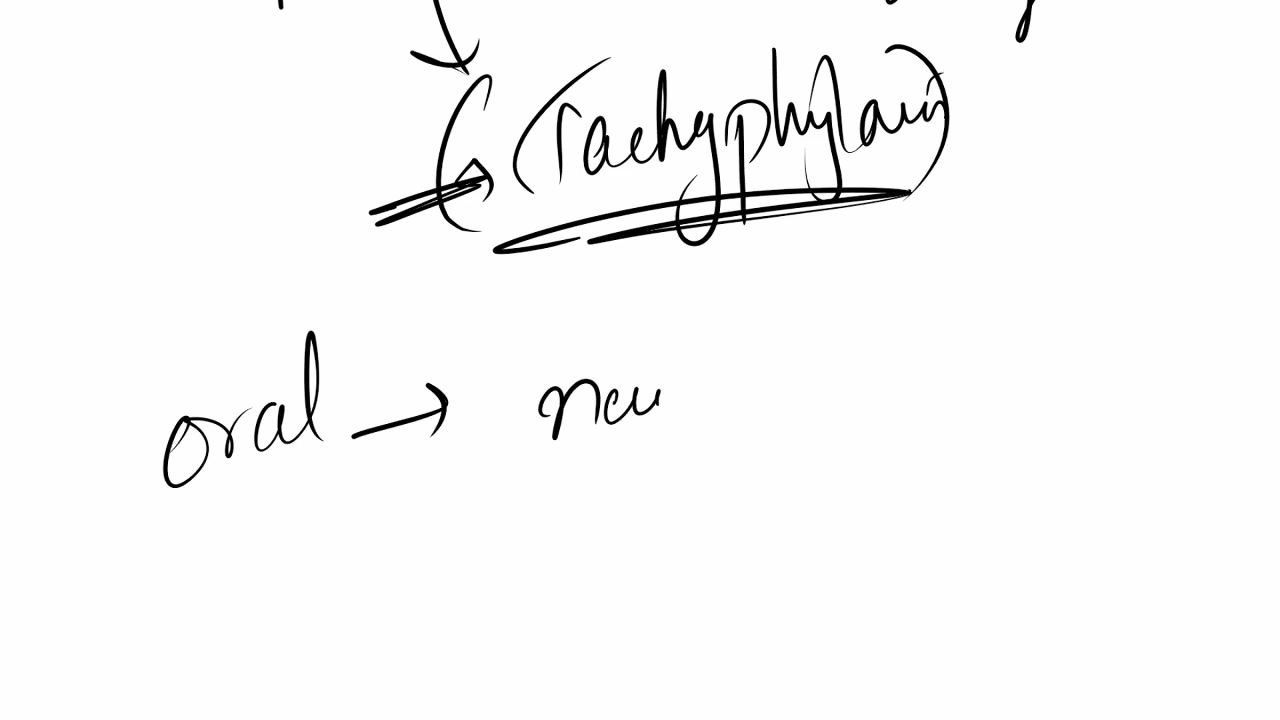 (Tachyphylaxis)
oral → neu